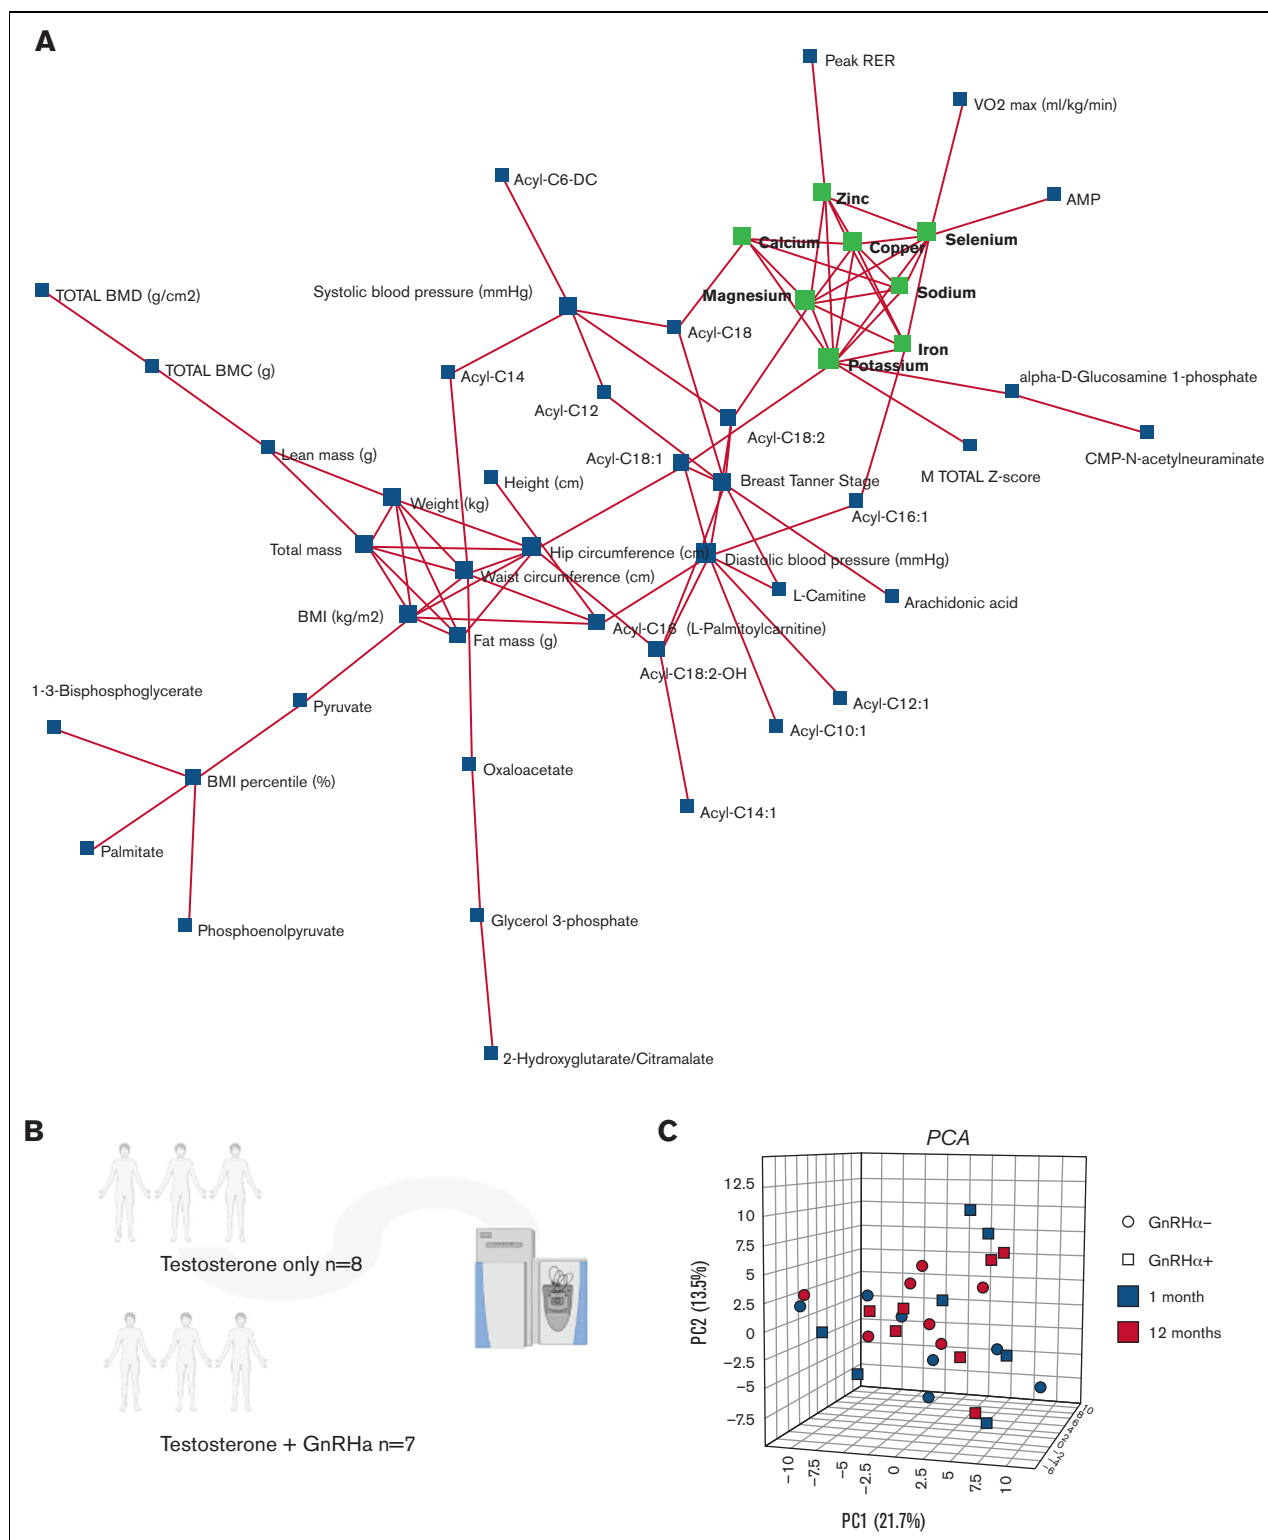 A
Peak RER
VO2 max (ml/kg/min)
Acyl-C6-DC
Zinc
AMP
Calcium
Copper
Selenium
Systolic blood pressure (mmHg)
TOTAL BMD (g/cm2)
Magnesium
Sodium
Acyl-C18
Iron
Potassium
TOTAL BMC (g)
Acyl-C14
alpha-D-Glucosamine 1-phosphate
Acyl-C12
Acyl-C18:2
Lean mass (g)
Acyl-C18:1
CMP-N-acetylneuraminate
M TOTAL Z-score
Height (cm)
Breast Tanner Stage
Weight (kg)
Acyl-C16:1
Total mass
Hip circumference (cm)
Diastolic blood pressure (mmHg)
Waist circumference (cm)
L-Carnitine
Arachidonic acid
BMI (kg/m2)
Acyl-C16 (L-Palmitoylcarnitine)
Fat mass (g)
Acyl-C18:2-OH
1-3-Bisphosphoglycerate
Pyruvate
Acyl-C12:1
Acyl-C10:1
Oxaloacetate
BMI percentile (%)
Acyl-C14:1
Palmitate
Glycerol 3-phosphate
Phosphoenolpyruvate
2-Hydroxyglutarate/Citramalate
B
Testosterone only n=8
Testosterone + GnRHa n=7
C
PCA
12.5
10
7.5
5
2.5
0
−2.5
−5
−7.5
PC2 (13.5%)
−10
−7.5
−5
−2.5
0
2.5
5
7.5
10
PC1 (21.7%)
GnRHα−
GnRHα+
1 month
12 months